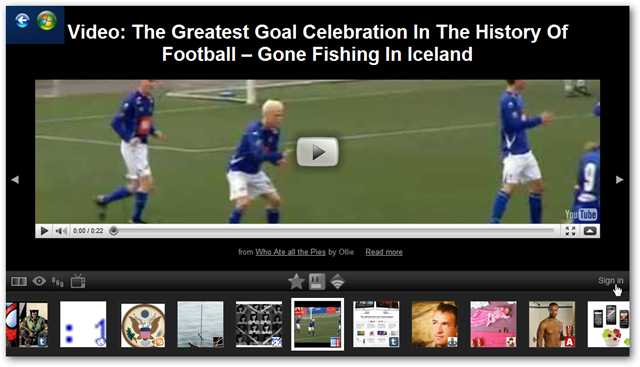 Video: The Greatest Goal Celebration In The History Of
Football – Gone Fishing In Iceland
YouTube
0:00 / 0:22
from Who Ate all the Pies by Ollie Read more
Sign in